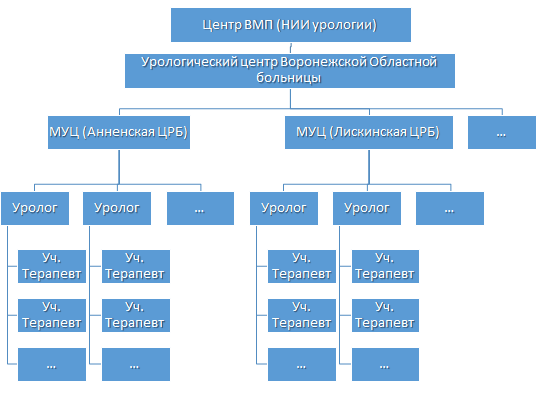 Центр ВМП (НИИ урологии)
Урологический центр Воронежской Областной
больницы
МУЦ (Анненская ЦРБ)
МУЦ (Лискинская ЦРБ)
...
Уролог
Уролог
...
Уролог
Уролог
...
Уч.
Терапевт
Уч.
Терапевт
Уч.
Терапевт
Уч.
Терапевт
Уч.
Терапевт
Уч.
Терапевт
Уч.
Терапевт
Уч.
Терапевт
...
...
...
...